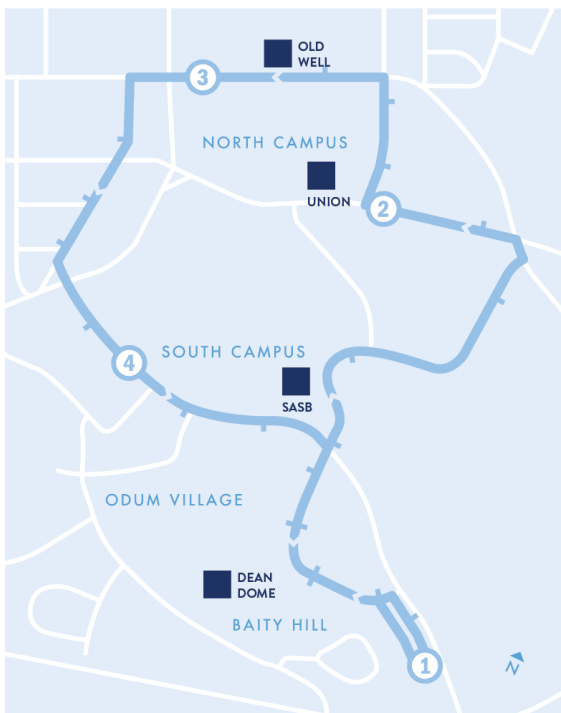 OLD
WELL
3
NORTH CAMPUS
UNION
2
SOUTH CAMPUS
4
SASB
ODUM VILLAGE
DEAN
DOME
BAITY HILL
1
N